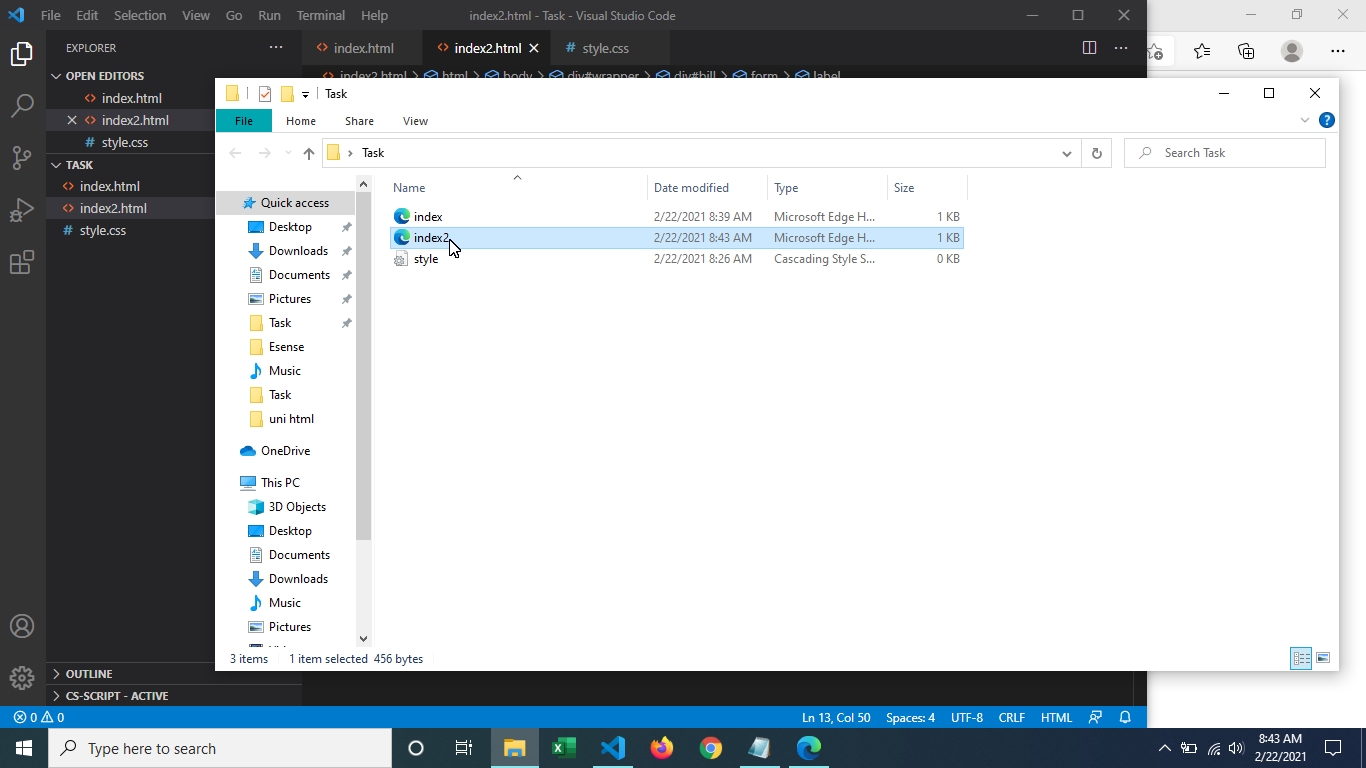 File Edit Selection View Go Run Terminal Help index2.html - Task - Visual Studio Code
EXPLORER
index.html index2.html style.css
OPEN EDITORS
index2.html html body div#wrapper div#bill form label
index.html
index2.html
style.css
TASK
index.html
index2.html
style.css
OUTLINE
CS-SCRIPT - ACTIVE
Task
File Home Share View
Task
Search Task
Name Date modified Type Size
index 2/22/2021 8:39 AM Microsoft Edge H... 1 KB
index2 2/22/2021 8:43 AM Microsoft Edge H... 1 KB
style 2/22/2021 8:26 AM Cascading Style S... 0 KB
Quick access
Desktop
Downloads
Documents
Pictures
Task
Esense
Music
Task
uni html
OneDrive
This PC
3D Objects
Desktop
Documents
Downloads
Music
Pictures
3 items 1 item selected 456 bytes
0 0 Ln 13, Col 50 Spaces: 4 UTF-8 CRLF HTML
Type here to search
8:43 AM
2/22/2021